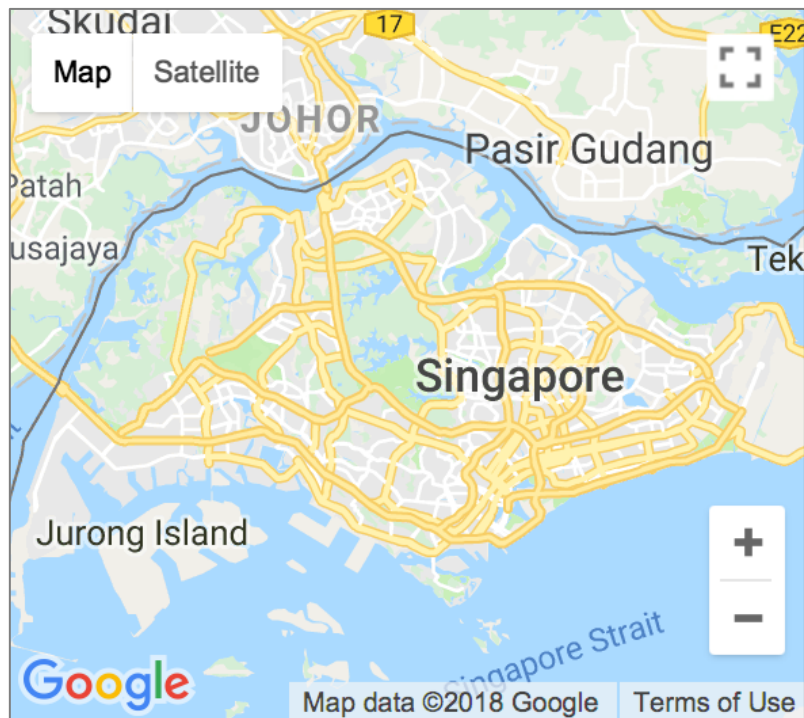 Skudai
17
E22
Map
Satellite
JOHOR
Pasir Gudang
Patah
usajaya
Tek
Singapore
Jurong Island
+
−
Singapore Strait
Google
Map data ©2018 Google
Terms of Use